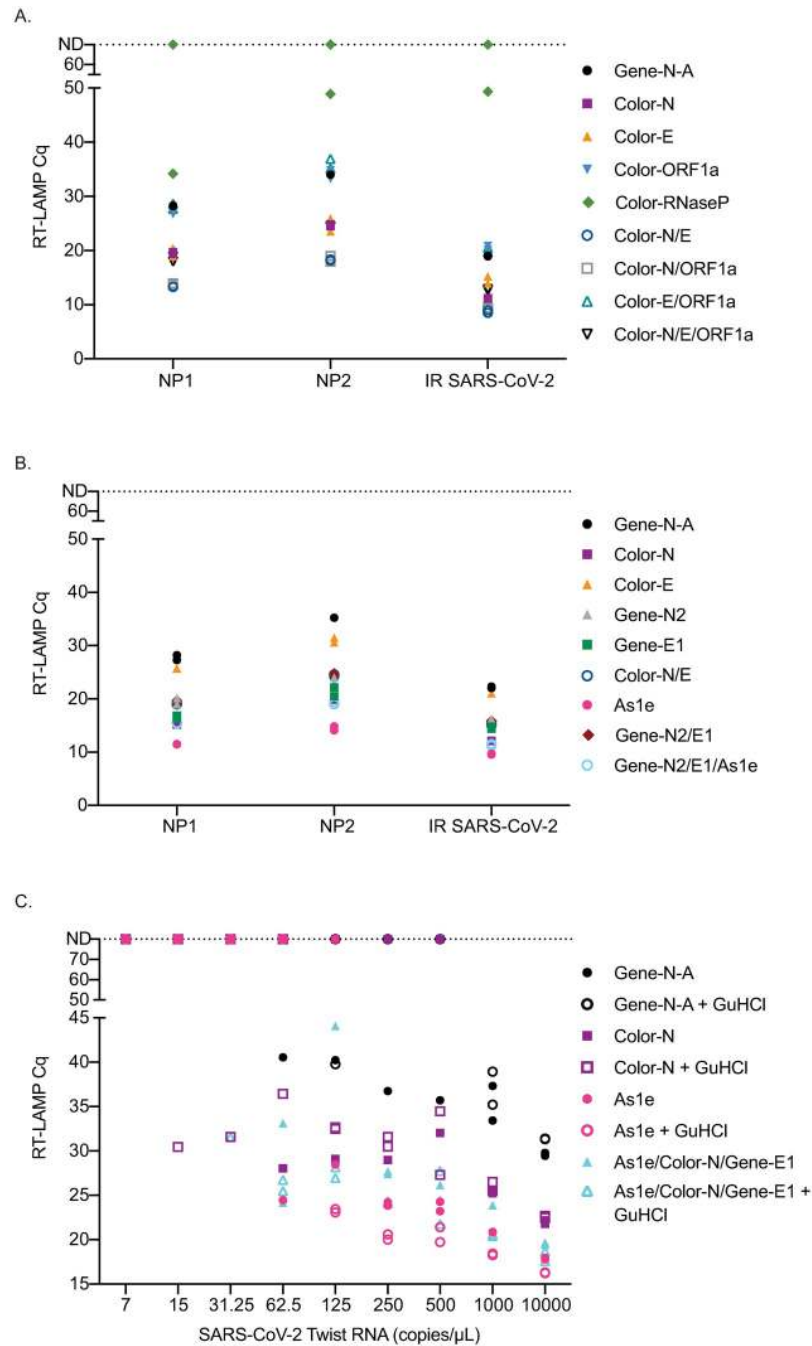 A.
ND
60
50
40
30
20
10
0
RT-LAMP Cq
NP1 NP2 IR SARS-CoV-2
Gene-N-A
Color-N
Color-E
Color-ORF1a
Color-RNaseP
Color-N/E
Color-N/ORF1a
Color-E/ORF1a
Color-N/E/ORF1a
B.
ND
60
50
40
30
20
10
0
RT-LAMP Cq
NP1 NP2 IR SARS-CoV-2
Gene-N-A
Color-N
Color-E
Gene-N2
Gene-E1
Color-N/E
As1e
Gene-N2/E1
Gene-N2/E1/As1e
C.
ND
80
70
60
50
45
40
35
30
25
20
15
RT-LAMP Cq
7 15 31.25 62.5 125 250 500 1000 10000
SARS-CoV-2 Twist RNA (copies/µL)
Gene-N-A
Gene-N-A + GuHCl
Color-N
Color-N + GuHCl
As1e
As1e + GuHCl
As1e/Color-N/Gene-E1
As1e/Color-N/Gene-E1 +
GuHCl